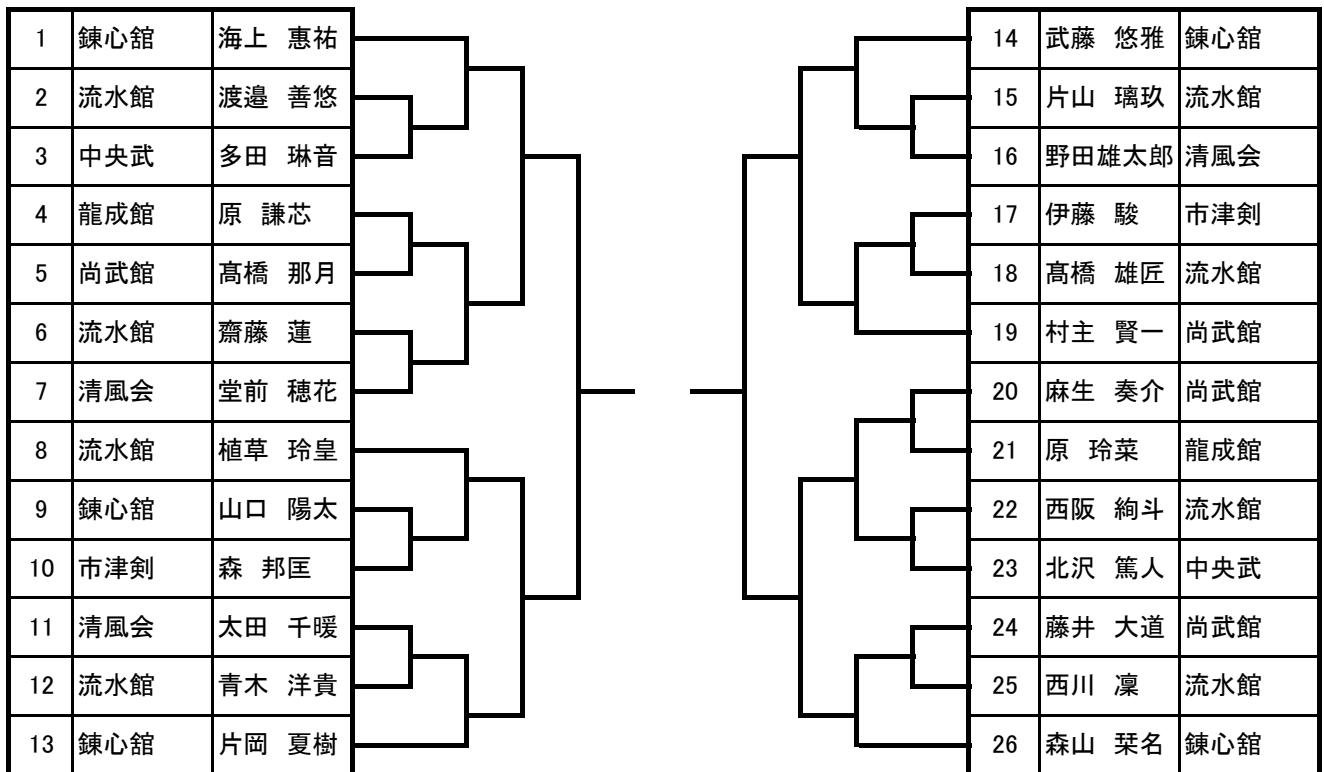 1 錬心舘 海上 惠祐
2 流水館 渡邉 善悠
3 中央武 多田 琳音
4 龍成館 原 謙芯
5 尚武館 髙橋 那月
6 流水館 齋藤 蓮
7 清風会 堂前 穂花
8 流水館 植草 玲皇
9 錬心舘 山口 陽太
10 市津剣 森 邦匡
11 清風会 太田 千暖
12 流水館 青木 洋貴
13 錬心舘 片岡 夏樹
14 武藤 悠雅 錬心舘
15 片山 璃玖 流水館
16 野田雄太郎 清風会
17 伊藤 駿 市津剣
18 髙橋 雄匠 流水館
19 村主 賢一 尚武館
20 麻生 奏介 尚武館
21 原 玲菜 龍成館
22 西阪 絢斗 流水館
23 北沢 篤人 中央武
24 藤井 大道 尚武館
25 西川 凜 流水館
26 森山 栞名 錬心舘